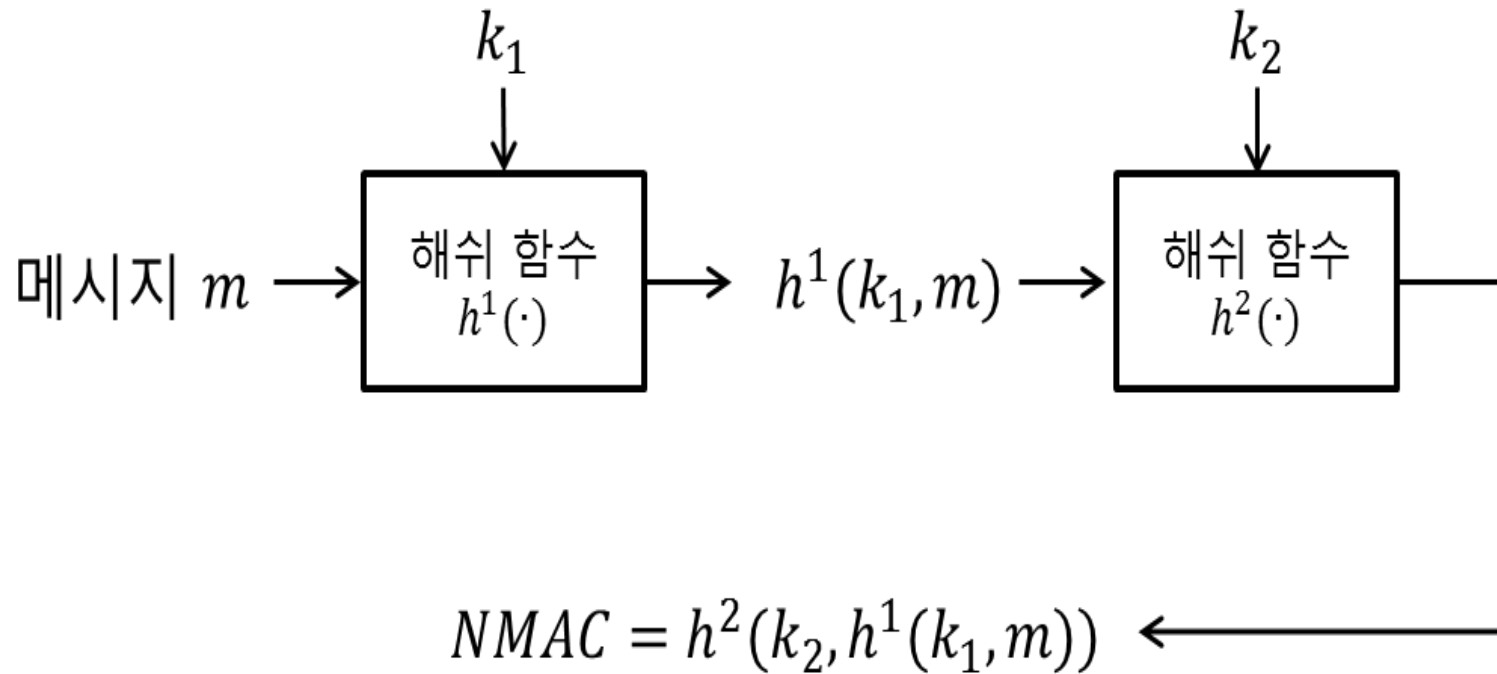 k₁
k₂
메시지 m
해쉬 함수
h¹(·)
h¹(k₁, m)
해쉬 함수
h²(·)
NMAC = h²(k₂, h¹(k₁, m))